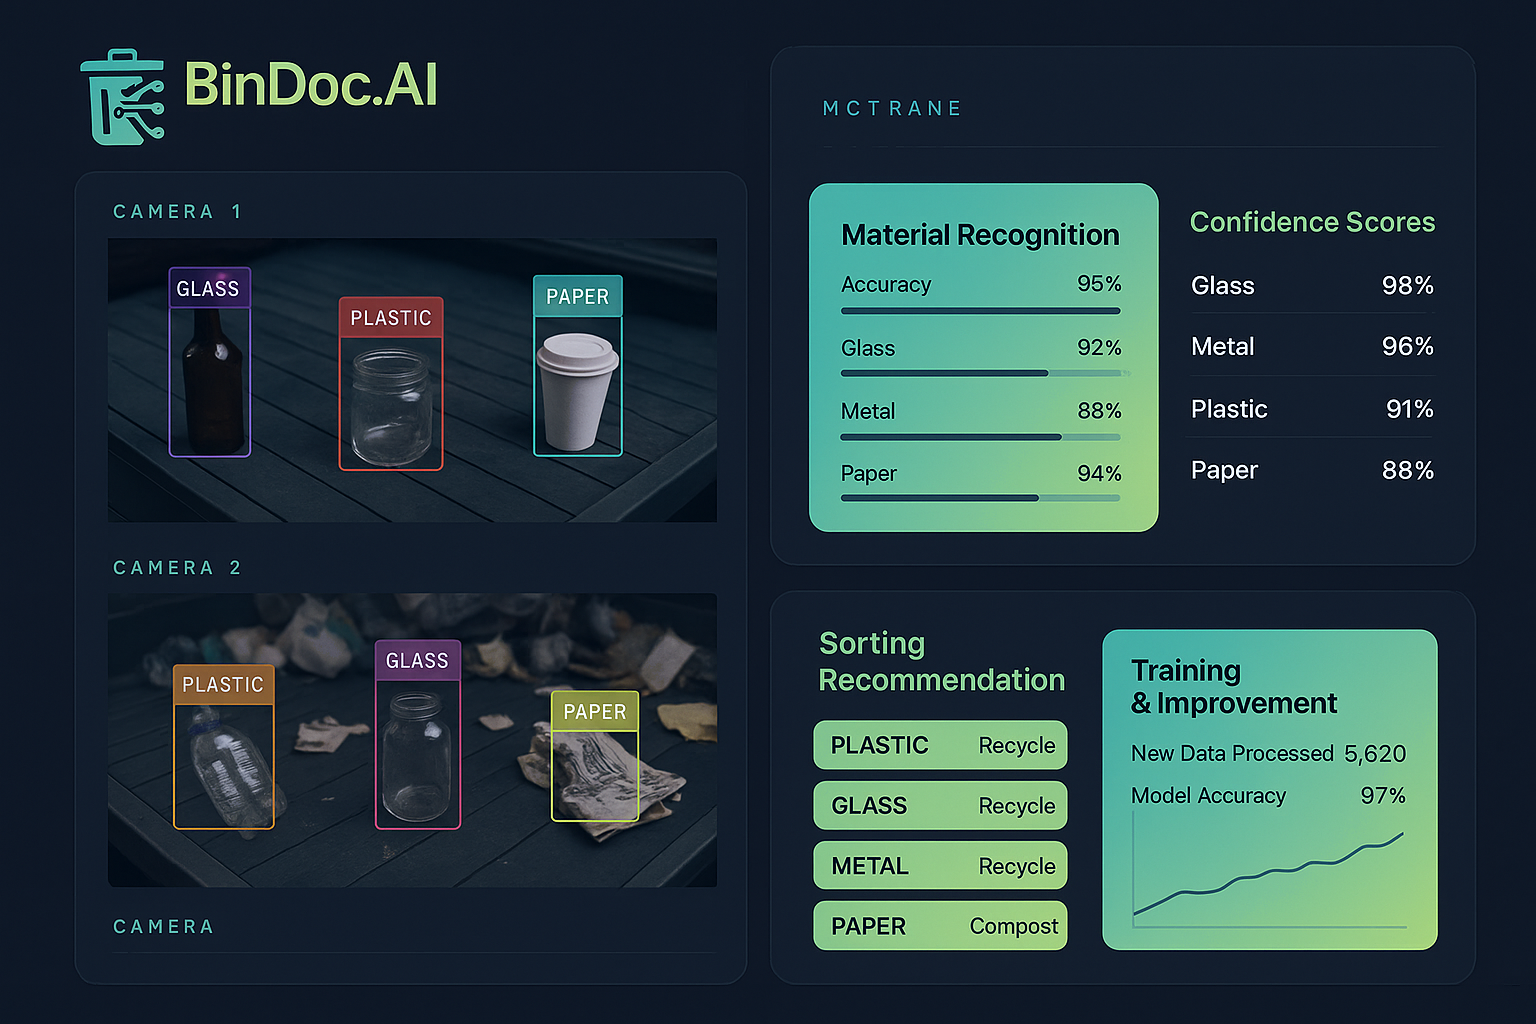 BinDoc.AI
CAMERA 1
GLASS
PLASTIC
PAPER
CAMERA 2
PLASTIC
GLASS
PAPER
CAMERA
MCTRANE
Material Recognition
Accuracy 95%
Glass 92%
Metal 88%
Paper 94%
Confidence Scores
Glass 98%
Metal 96%
Plastic 91%
Paper 88%
Sorting
Recommendation
PLASTIC Recycle
GLASS Recycle
METAL Recycle
PAPER Compost
Training
& Improvement
New Data Processed 5,620
Model Accuracy 97%